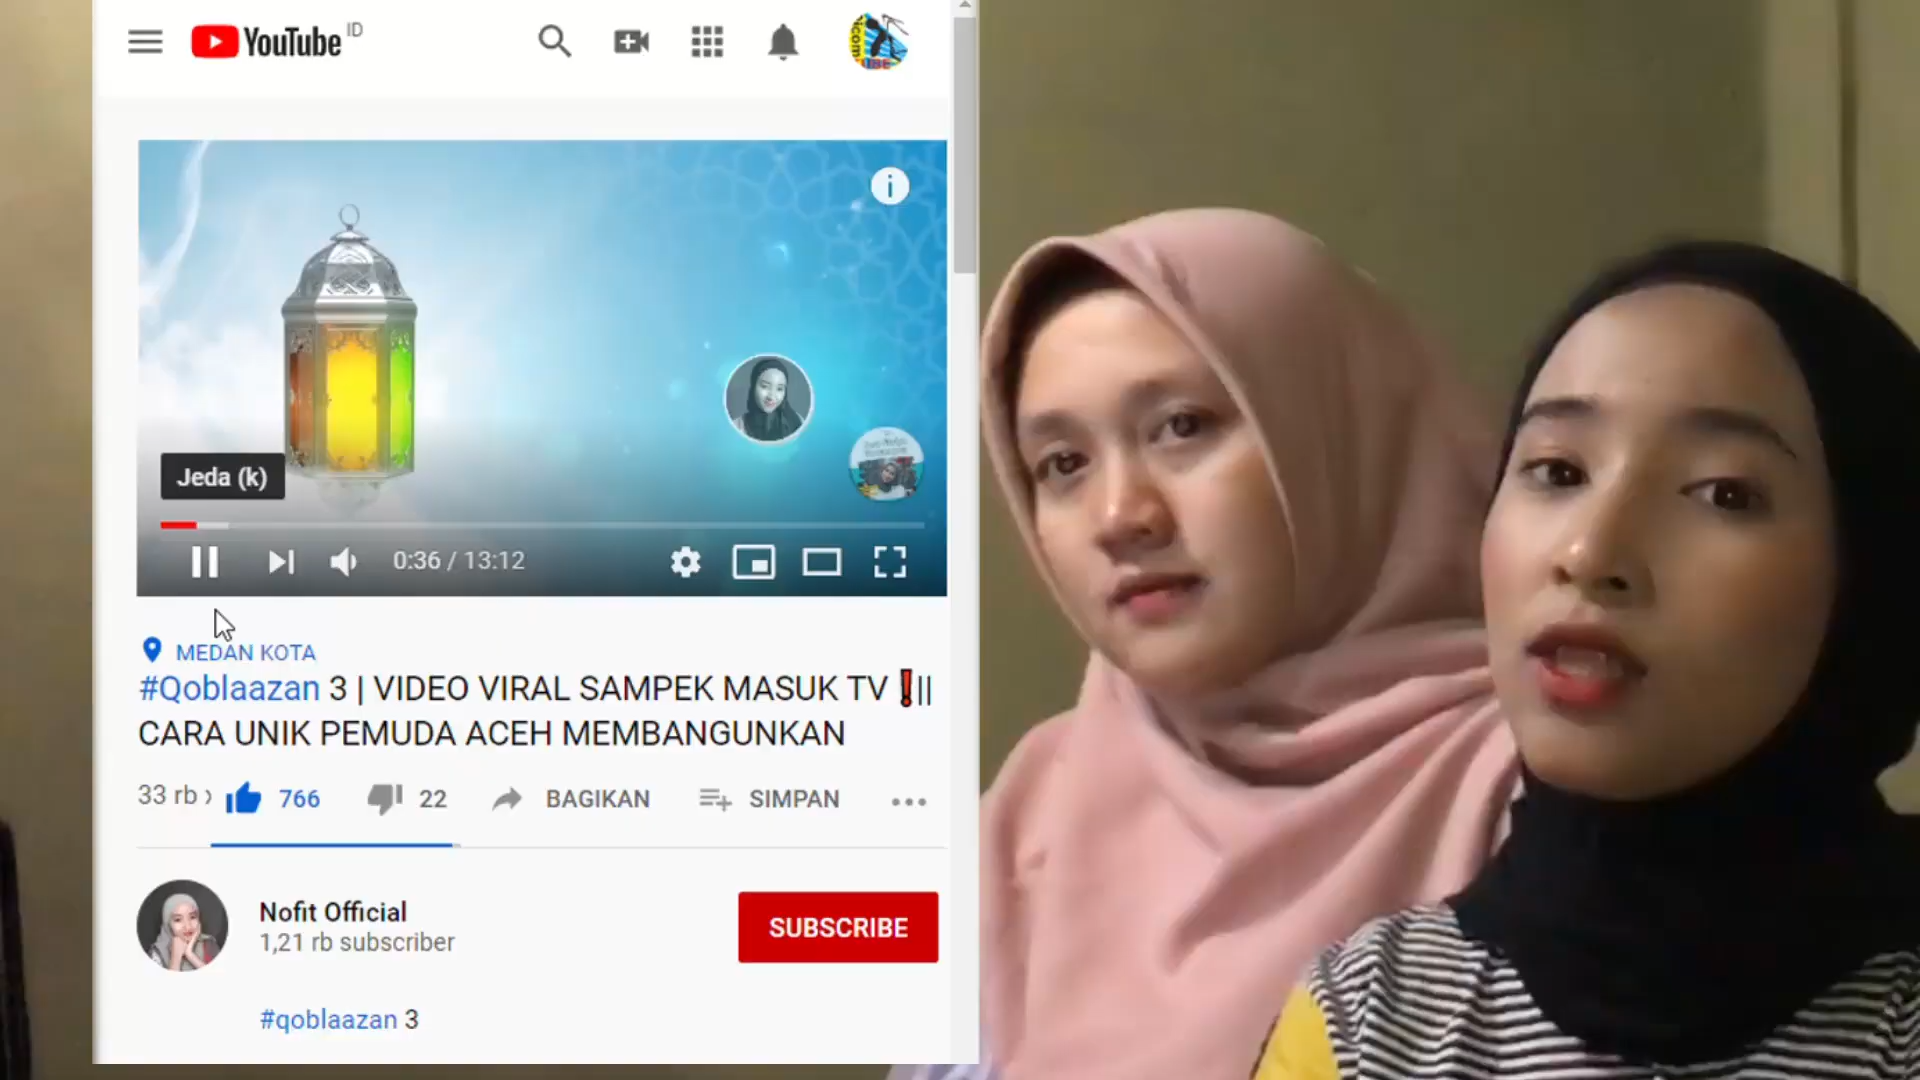 YouTube ID
Jeda (k)
0:36 / 13:12
MEDAN KOTA
#Qoblaazan 3 | VIDEO VIRAL SAMPEK MASUK TV❗||
CARA UNIK PEMUDA ACEH MEMBANGUNKAN
33 rb
766
22
BAGIKAN
SIMPAN
Nofit Official
1,21 rb subscriber
SUBSCRIBE
#qoblaazan 3